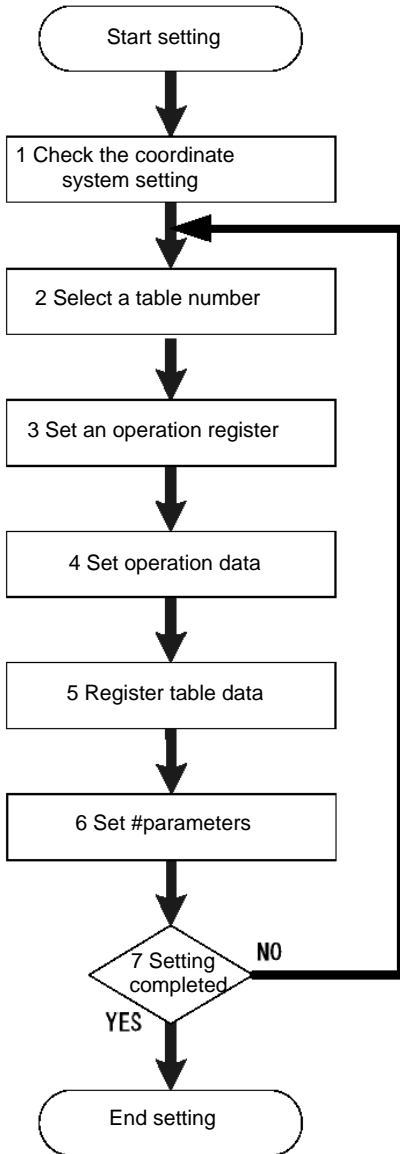 Start setting
1 Check the coordinate
system setting
2 Select a table number
3 Set an operation register
4 Set operation data
5 Register table data
6 Set #parameters
7 Setting
completed
NO
YES
End setting